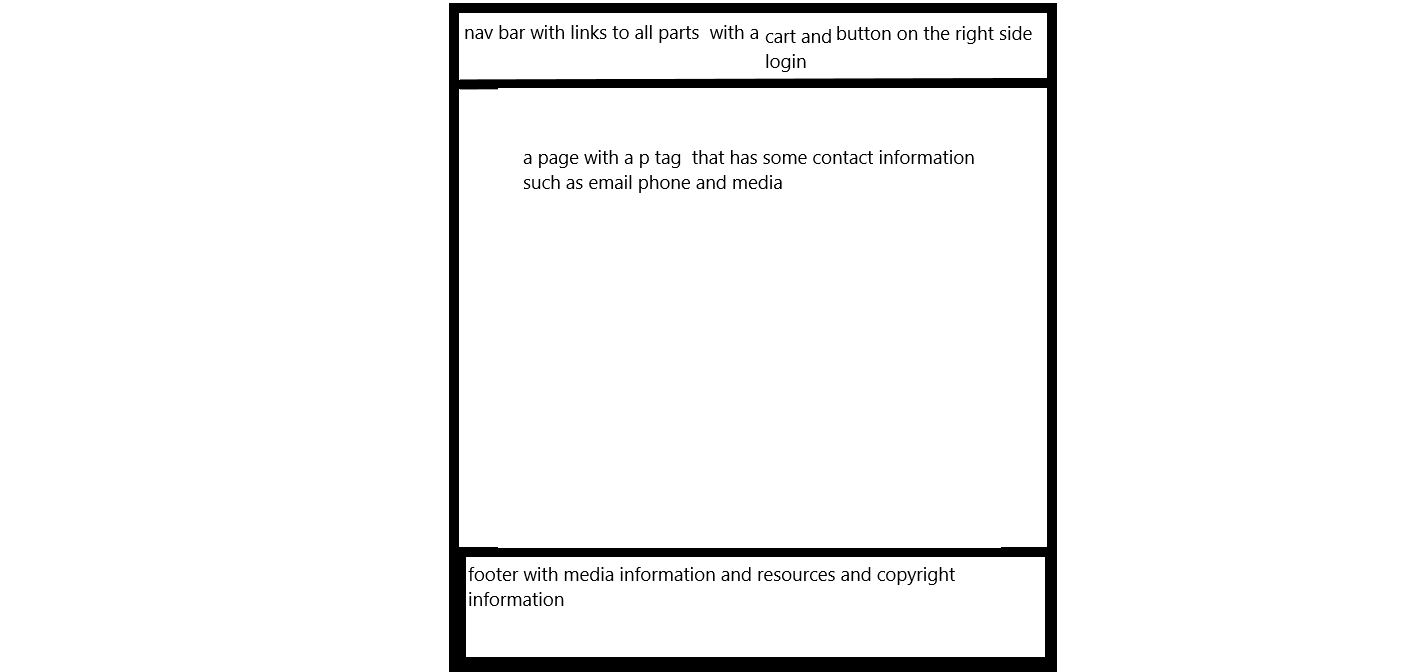 nav bar with links to all parts  with a cart and button on the right side
login
a page with a p tag  that has some contact information
such as email phone and media
footer with media information and resources and copyright
information